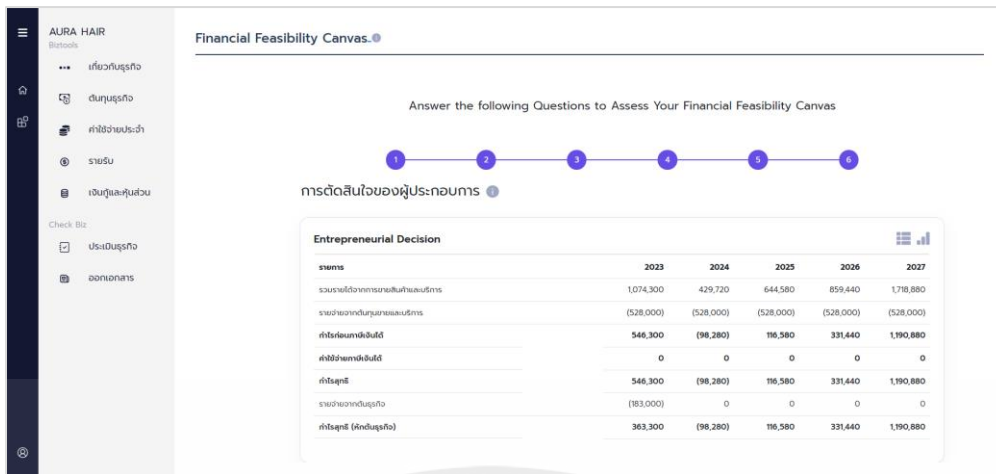 AURA HAIR
Biztools
เกี่ยวกับธุรกิจ
ต้นทุนธุรกิจ
ค่าใช้จ่ายประจำ
รายรับ
เงินกู้และหุ้นส่วน
Check Biz
ประเมินธุรกิจ
ออกเอกสาร
Financial Feasibility Canvas.
Answer the following Questions to Assess Your Financial Feasibility Canvas
1 2 3 4 5 6
การตัดสินใจของผู้ประกอบการ
Entrepreneurial Decision
รายการ 2023 2024 2025 2026 2027
รวมรายได้จากการขายสินค้าและบริการ 1,074,300 429,720 644,580 859,440 1,718,880
รายจ่ายจากต้นทุนขายและบริการ (528,000) (528,000) (528,000) (528,000) (528,000)
กำไรก่อนภาษีเงินได้ 546,300 (98,280) 116,580 331,440 1,190,880
ค่าใช้จ่ายภาษีเงินได้ 0 0 0 0 0
กำไรสุทธิ 546,300 (98,280) 116,580 331,440 1,190,880
รายจ่ายจากต้นธุรกิจ (183,000) 0 0 0 0
กำไรสุทธิ (หักต้นธุรกิจ) 363,300 (98,280) 116,580 331,440 1,190,880